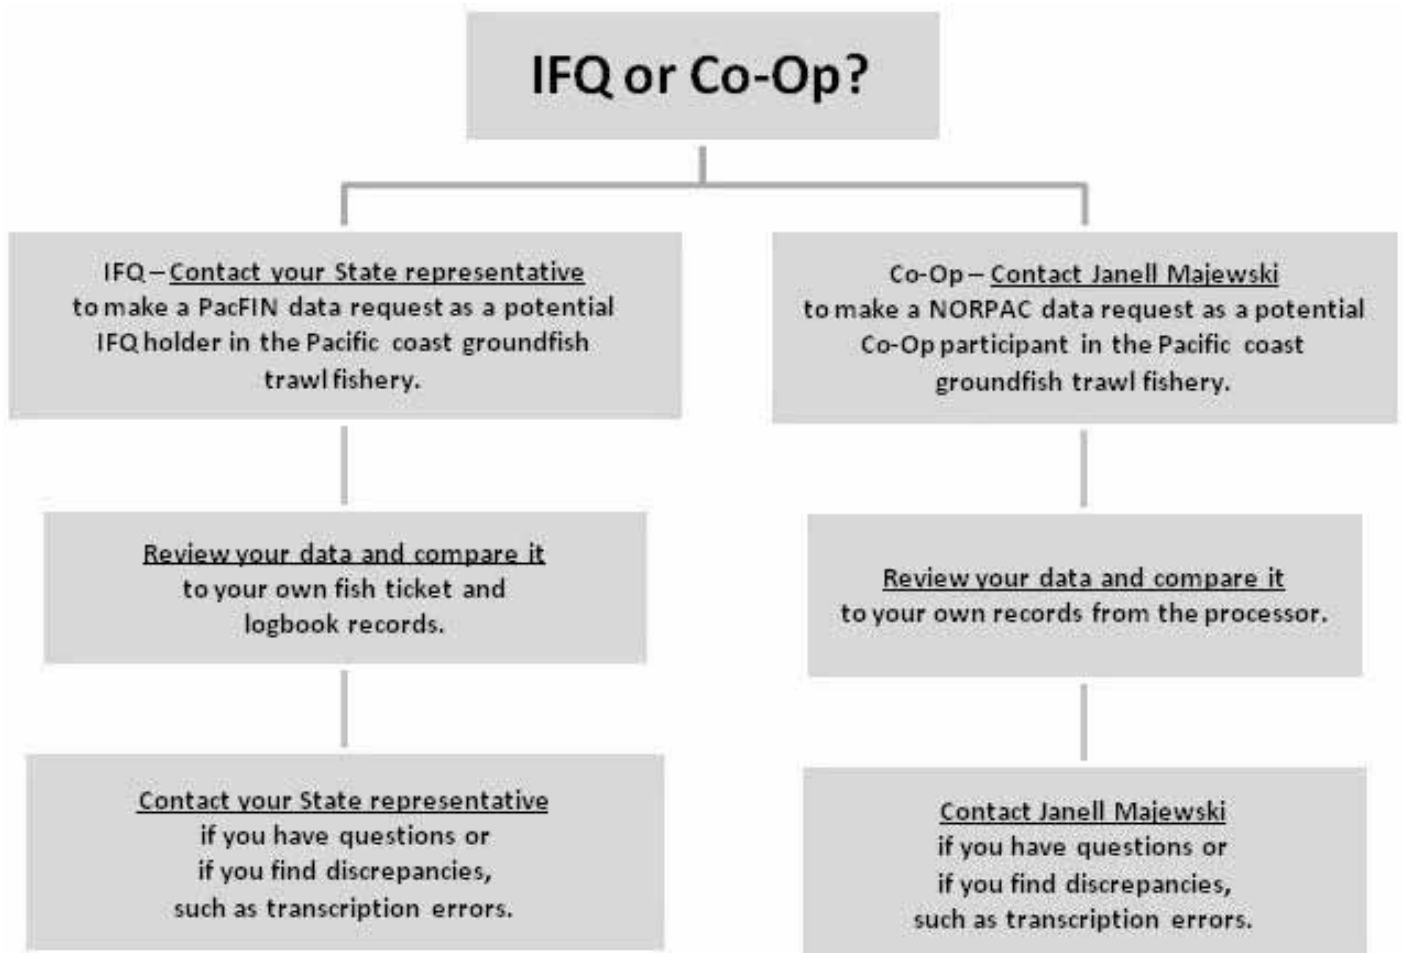 IFQ or Co-Op?
IFQ – Contact your State representative
to make a PacFIN data request as a potential
IFQ holder in the Pacific coast groundfish
trawl fishery.
Co-Op – Contact Janell Majewski
to make a NORPAC data request as a potential
Co-Op participant in the Pacific coast
groundfish trawl fishery.
Review your data and compare it
to your own fish ticket and
logbook records.
Review your data and compare it
to your own records from the processor.
Contact your State representative
if you have questions or
if you find discrepancies,
such as transcription errors.
Contact Janell Majewski
if you have questions or
if you find discrepancies,
such as transcription errors.